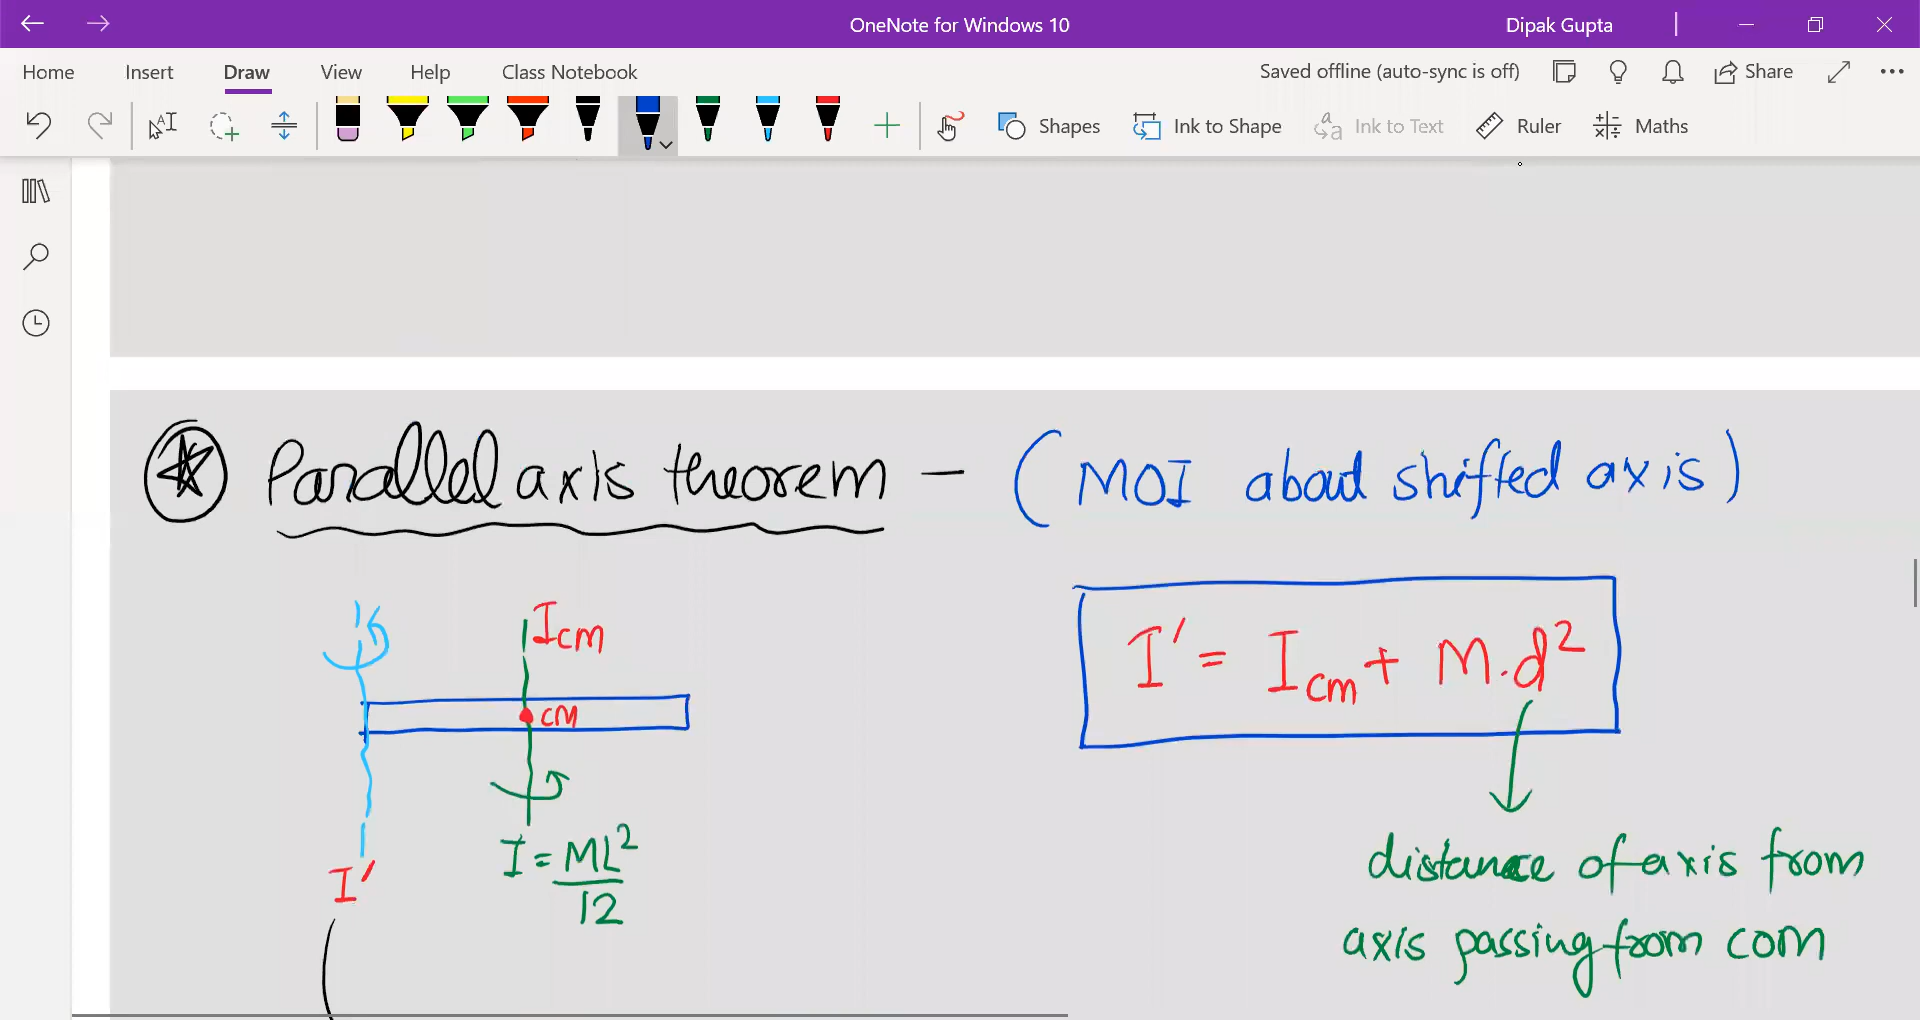 OneNote for Windows 10
Dipak Gupta
Home Insert Draw View Help Class Notebook
Saved offline (auto-sync is off) Share
Shapes Ink to Shape Ink to Text Ruler Maths
Parallel axis theorem - (MOI about shifted axis)
Icm
I' = Icm + M.d²
CM
I = ML²/12
I'
distance of axis from
axis passing from com